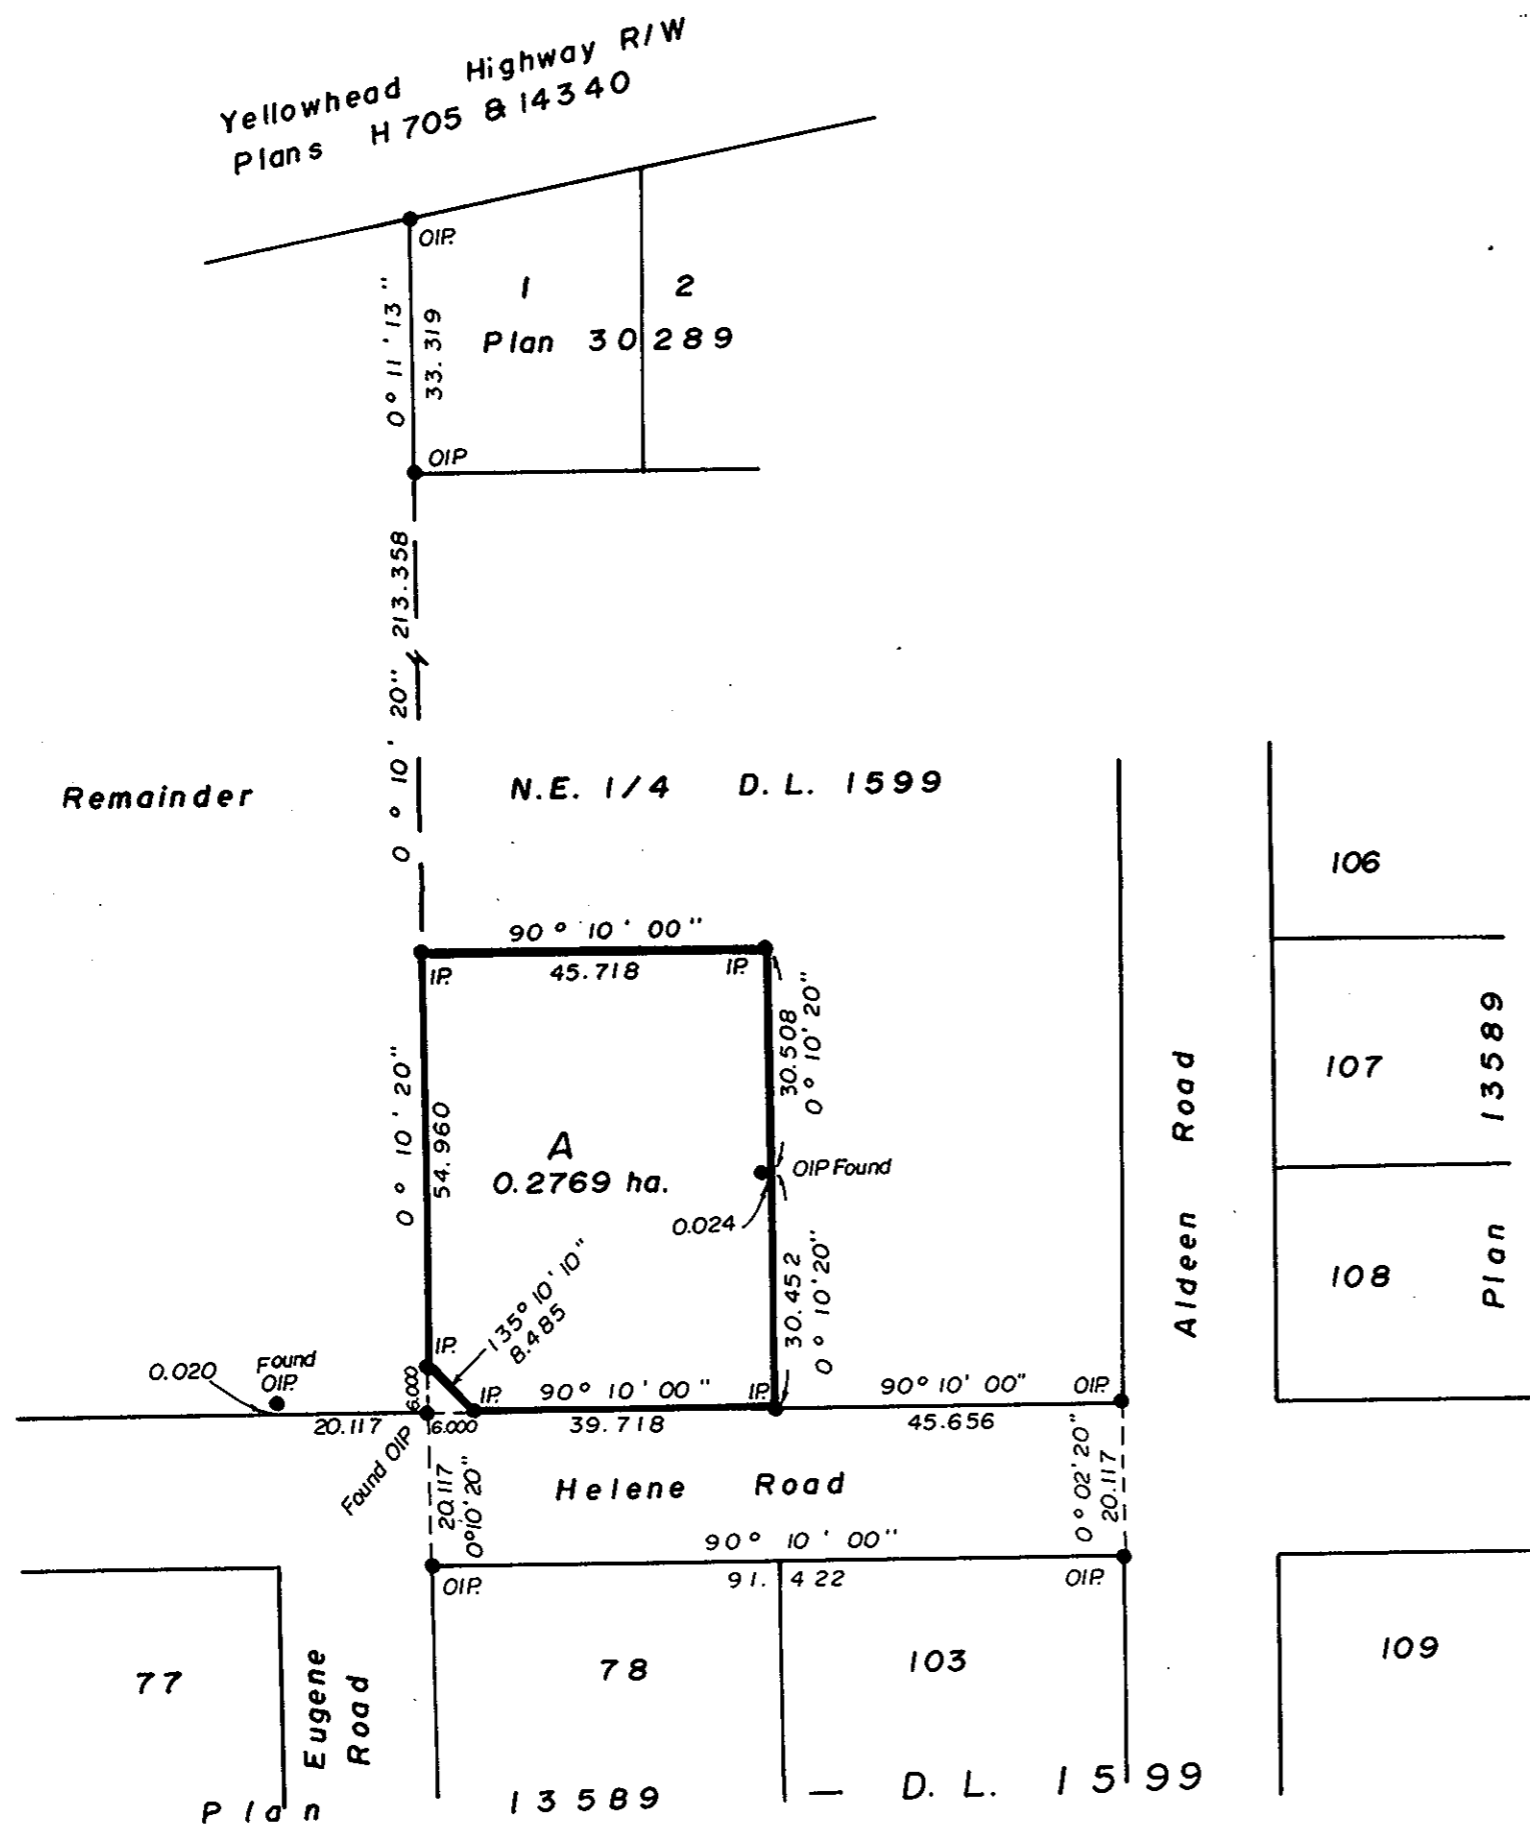 Yellowhead Highway R/W
Plans H 705 & 14340
OIP.
1
2
0° 11' 13"
33.319
Plan 30289
OIP
213.358
0° 10' 20"
Remainder
N.E. 1/4 D. L. 1599
106
90° 10' 00"
IP.
45.718
IP.
30.508
0° 10' 20"
107
Plan 13589
Aldeen Road
0° 10' 20"
54.960
A
0.2769 ha.
OIP Found
0.024
30.452
0° 10' 20"
108
135° 10' 10"
8.485
IP.
0.020
Found
OIP.
6.000
IP.
90° 10' 00"
IP.
90° 10' 00"
OIP.
20.117
6.000
39.718
45.656
Found OIP
20.117
0°10'20"
Helene Road
0° 02' 20"
20.117
90° 10' 00"
OIP.
91.422
OIP.
77
Eugene
Road
78
103
109
Plan 13589 — D. L. 1599